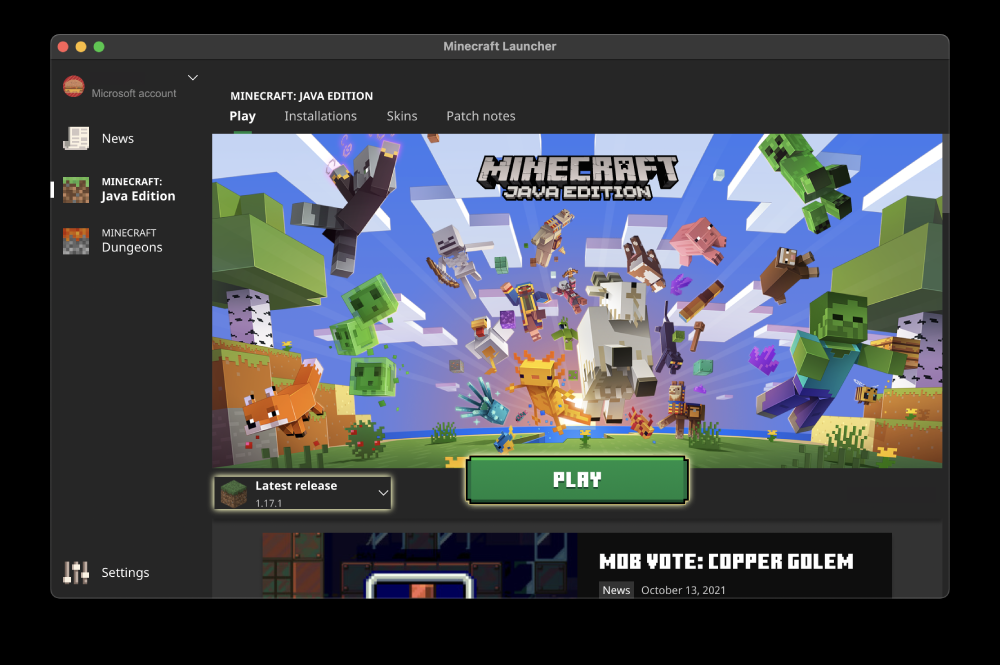 Minecraft Launcher
Microsoft account
News
MINECRAFT:
Java Edition
MINECRAFT
Dungeons
Settings
MINECRAFT: JAVA EDITION
Play Installations Skins Patch notes
MINECRAFT
JAVA EDITION
Latest release
1.17.1
PLAY
MOB VOTE: COPPER GOLEM
News October 13, 2021